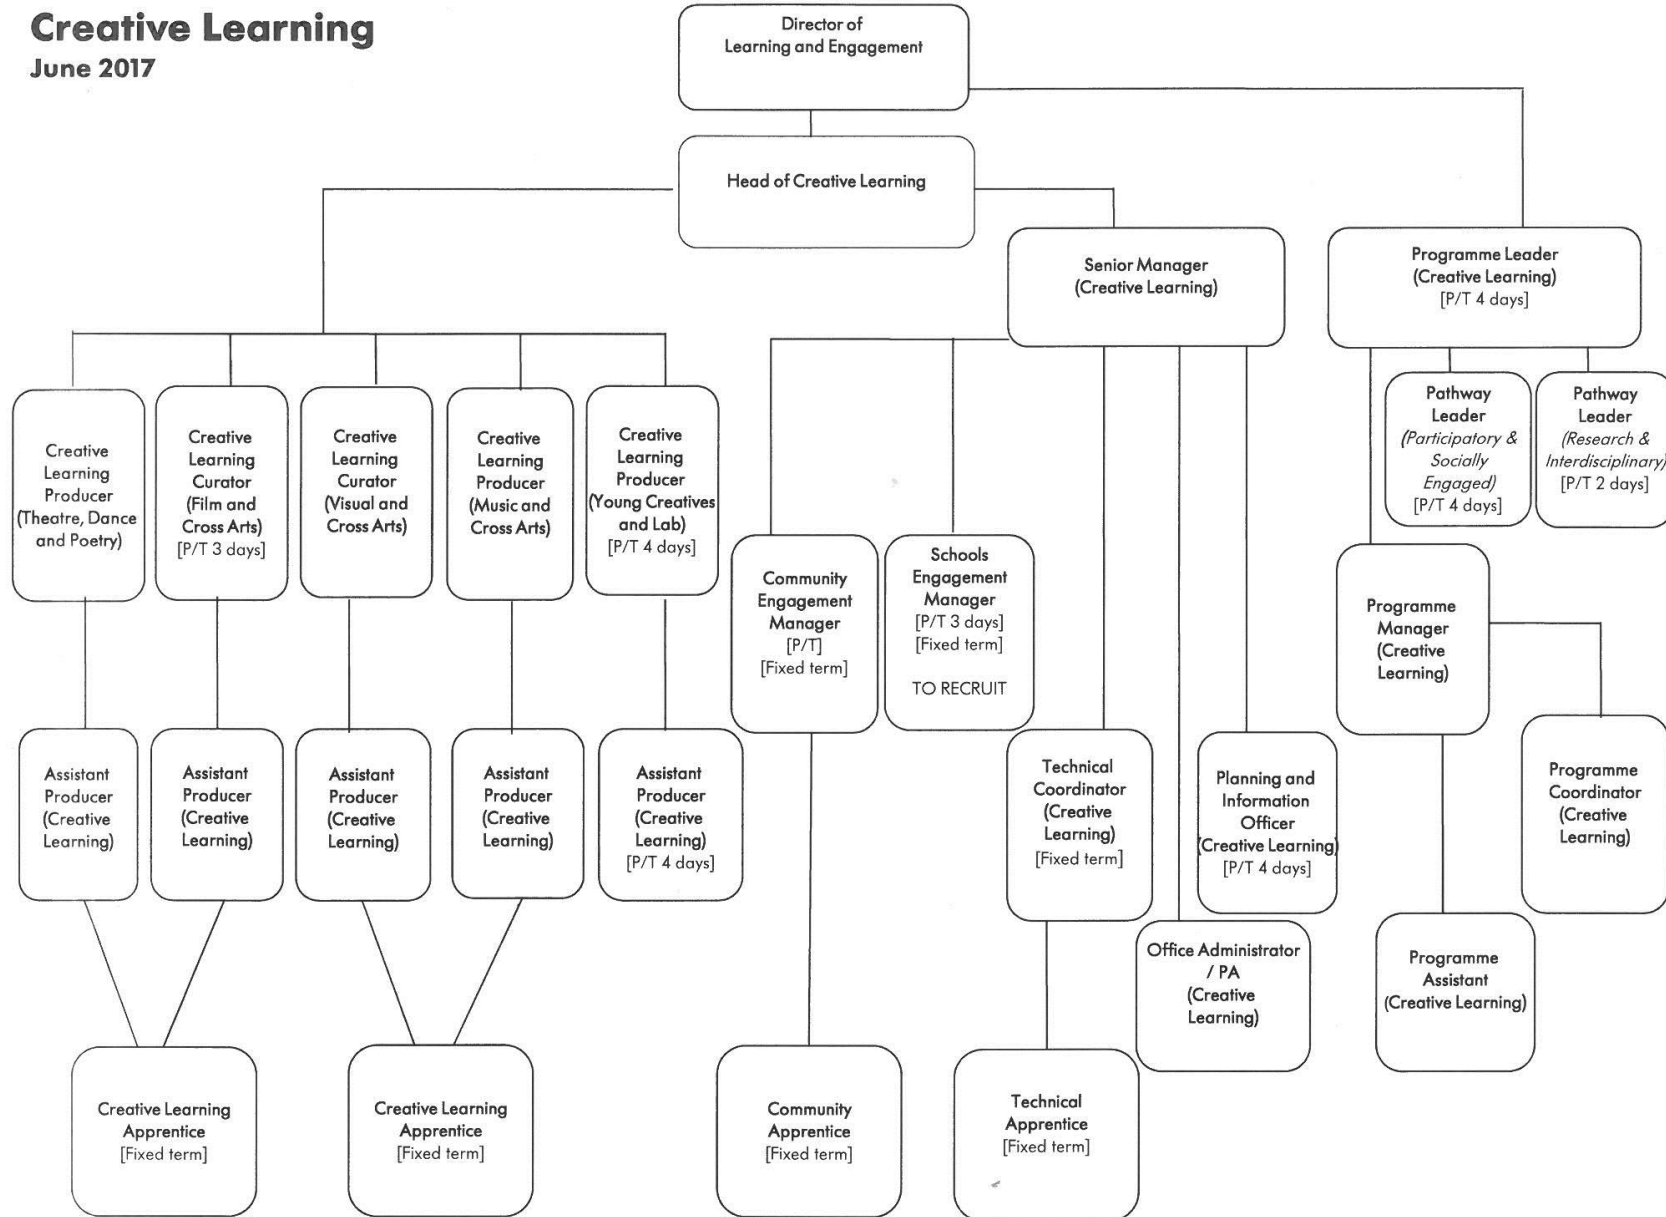 Creative Learning
June 2017
Director of
Learning and Engagement
Head of Creative Learning
Senior Manager
(Creative Learning)
Programme Leader
(Creative Learning)
[P/T 4 days]
Creative
Learning
Producer
(Theatre, Dance
and Poetry)
Creative
Learning
Curator
(Film and
Cross Arts)
[P/T 3 days]
Creative
Learning
Curator
(Visual and
Cross Arts)
Creative
Learning
Producer
(Music and
Cross Arts)
Creative
Learning
Producer
(Young Creatives
and Lab)
[P/T 4 days]
Pathway
Leader
(Participatory &
Socially
Engaged)
[P/T 4 days]
Pathway
Leader
(Research &
Interdisciplinary)
[P/T 2 days]
Community
Engagement
Manager
[P/T]
[Fixed term]
Schools
Engagement
Manager
[P/T 3 days]
[Fixed term]
TO RECRUIT
Programme
Manager
(Creative
Learning)
Assistant
Producer
(Creative
Learning)
Assistant
Producer
(Creative
Learning)
Assistant
Producer
(Creative
Learning)
Assistant
Producer
(Creative
Learning)
Assistant
Producer
(Creative
Learning)
[P/T 4 days]
Technical
Coordinator
(Creative
Learning)
[Fixed term]
Planning and
Information
Officer
(Creative Learning)
[P/T 4 days]
Programme
Coordinator
(Creative
Learning)
Office Administrator
/ PA
(Creative
Learning)
Programme
Assistant
(Creative Learning)
Creative Learning
Apprentice
[Fixed term]
Creative Learning
Apprentice
[Fixed term]
Community
Apprentice
[Fixed term]
Technical
Apprentice
[Fixed term]